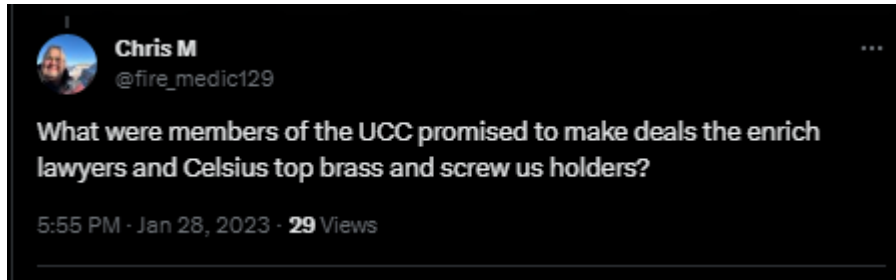 Chris M
@fire_medic129
What were members of the UCC promised to make deals the enrich
lawyers and Celsius top brass and screw us holders?
5:55 PM · Jan 28, 2023 · 29 Views